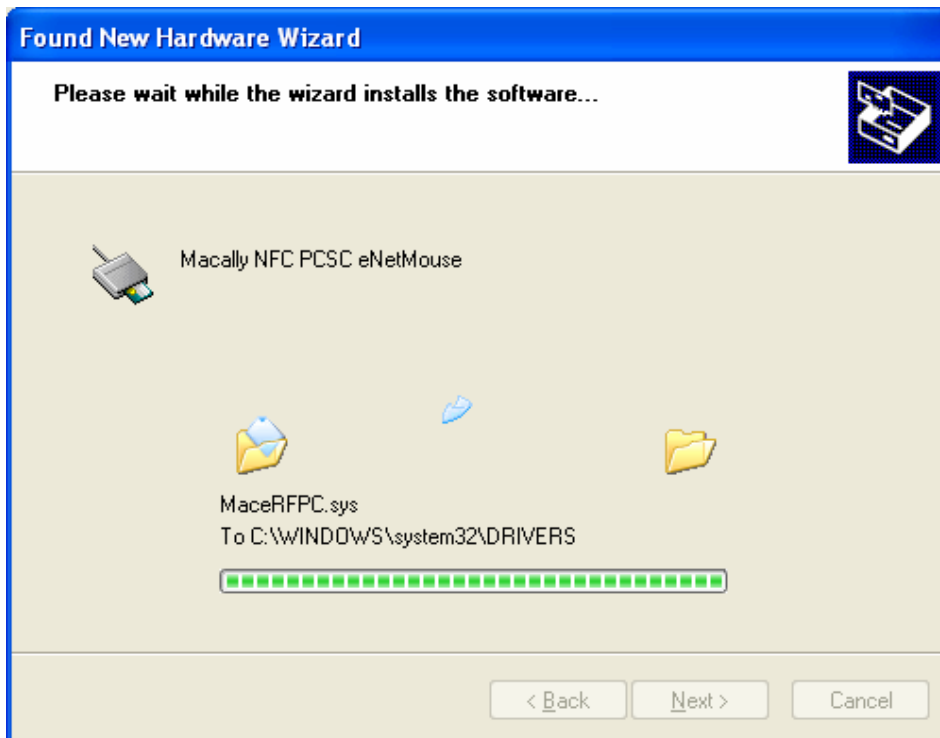 Found New Hardware Wizard
Please wait while the wizard installs the software...
Macally NFC PCSC eNetMouse
MaceRFPC.sys
To C:\WINDOWS\system32\DRIVERS
< Back
Next >
Cancel